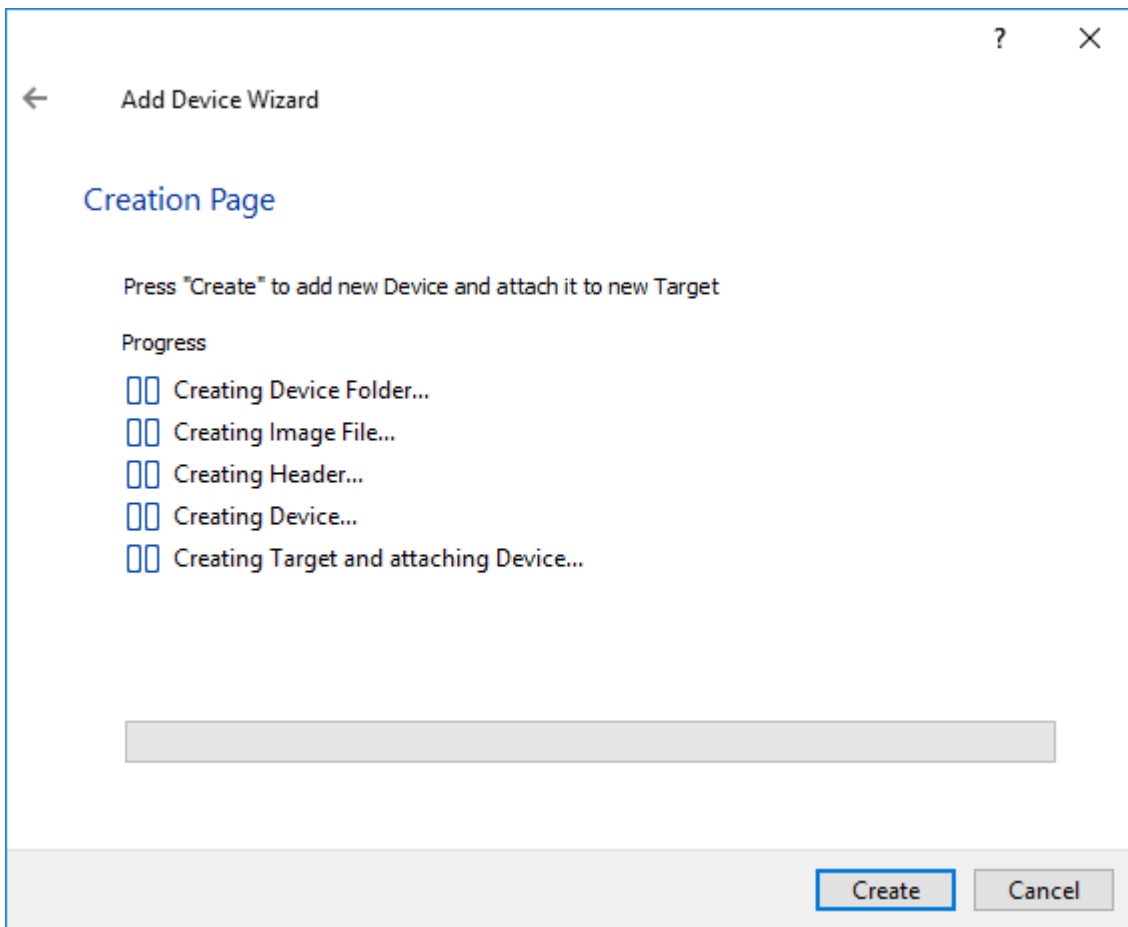 ?
Add Device Wizard
Creation Page
Press "Create" to add new Device and attach it to new Target
Progress
Creating Device Folder...
Creating Image File...
Creating Header...
Creating Device...
Creating Target and attaching Device...
Create Cancel